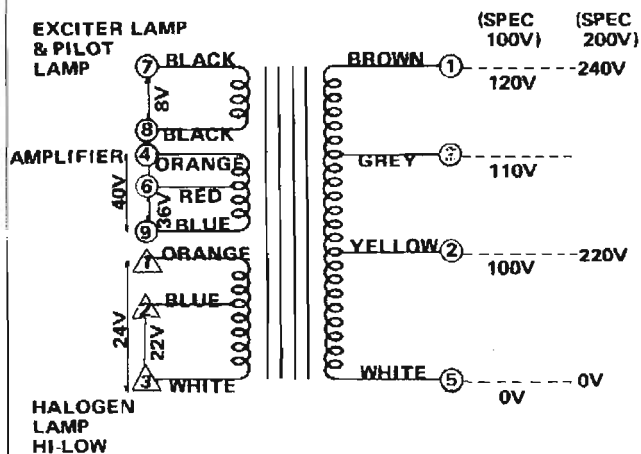 EXCITER LAMP
& PILOT
LAMP
(SPEC
100V)
(SPEC
200V)
7 BLACK
BROWN 1
120V
240V
8V
8 BLACK
AMPLIFIER 4 ORANGE
GREY
110V
6 RED
40V
36V
9 BLUE
1 ORANGE
YELLOW 2
100V
220V
2 BLUE
24V
22V
3 WHITE
WHITE 5
0V
0V
HALOGEN
LAMP
HI-LOW